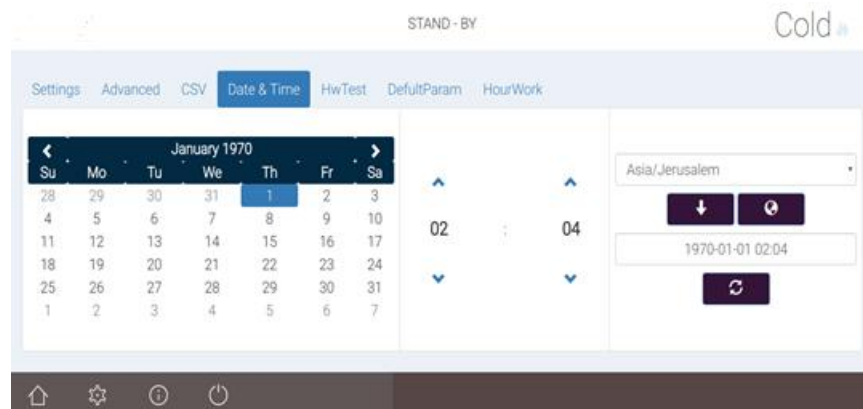 STAND - BY
Cold
Settings Advanced CSV Date & Time HwTest DefultParam HourWork
January 1970
Su Mo Tu We Th Fr Sa
28 29 30 31 1 2 3
4 5 6 7 8 9 10
11 12 13 14 15 16 17
18 19 20 21 22 23 24
25 26 27 28 29 30 31
1 2 3 4 5 6 7
02 : 04
Asia/Jerusalem
1970-01-01 02:04